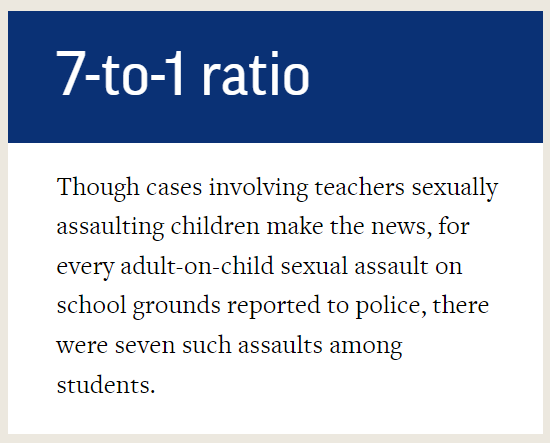 7-to-1 ratio
Though cases involving teachers sexually
assaulting children make the news, for
every adult-on-child sexual assault on
school grounds reported to police, there
were seven such assaults among
students.